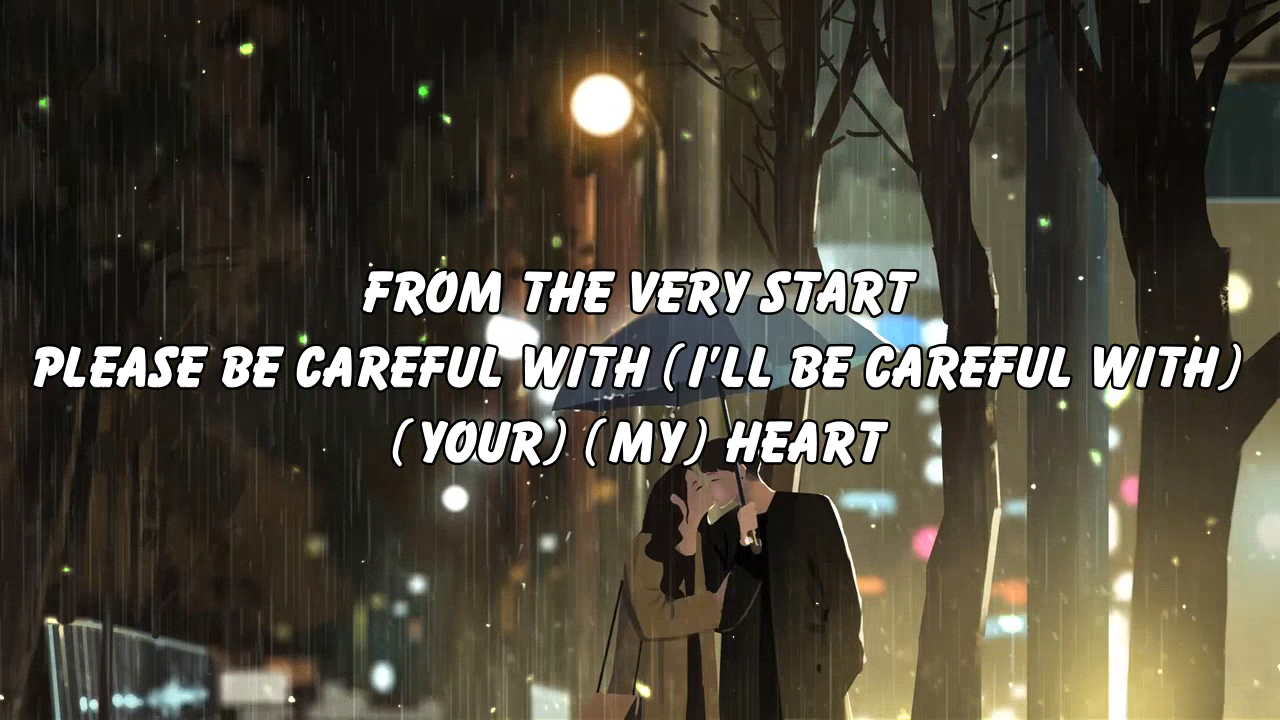 FROM THE VERY START
PLEASE BE CAREFUL WITH (I'LL BE CAREFUL WITH)
(YOUR) (MY) HEART